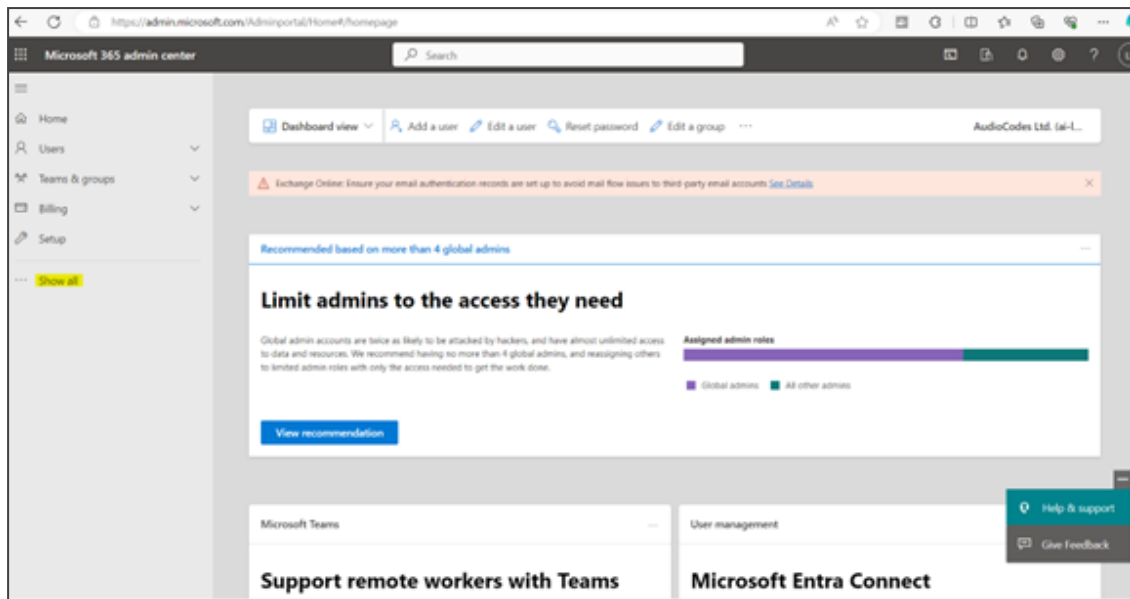 https://admin.microsoft.com/Adminportal/Home#/homepage
Microsoft 365 admin center
Search
Home
Users
Teams & groups
Billing
Setup
Show all
Dashboard view
Add a user
Edit a user
Reset password
Edit a group
AudioCodes Ltd. (ai-l...
Exchange Online: Ensure your email authentication records are set up to avoid mail flow issues to third-party email accounts See Details
Recommended based on more than 4 global admins
Limit admins to the access they need
Global admin accounts are twice as likely to be attacked by hackers, and have almost unlimited access
to data and resources. We recommend having no more than 4 global admins, and reassigning others
to limited admin roles with only the access needed to get the work done.
Assigned admin roles
Global admins
All other admins
View recommendation
Help & support
Give Feedback
Microsoft Teams
User management
Support remote workers with Teams
Microsoft Entra Connect